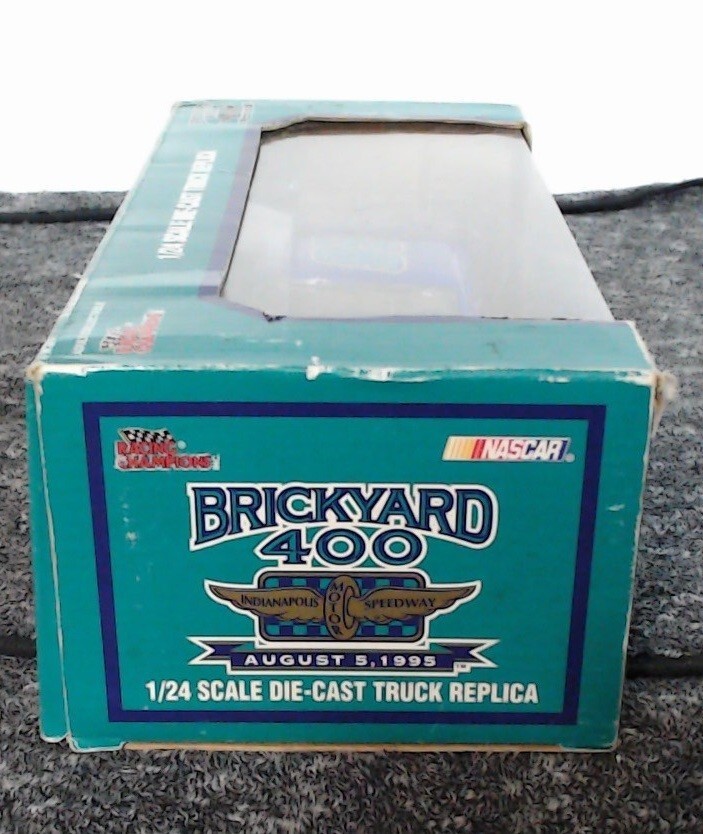 1/24 SCALE DIE-CAST TRUCK REPLICA
RACING
CHAMPIONS
NASCAR®
BRICKYARD
400
INDIANAPOLIS MOTOR SPEEDWAY
AUGUST 5, 1995 ™
1/24 SCALE DIE-CAST TRUCK REPLICA